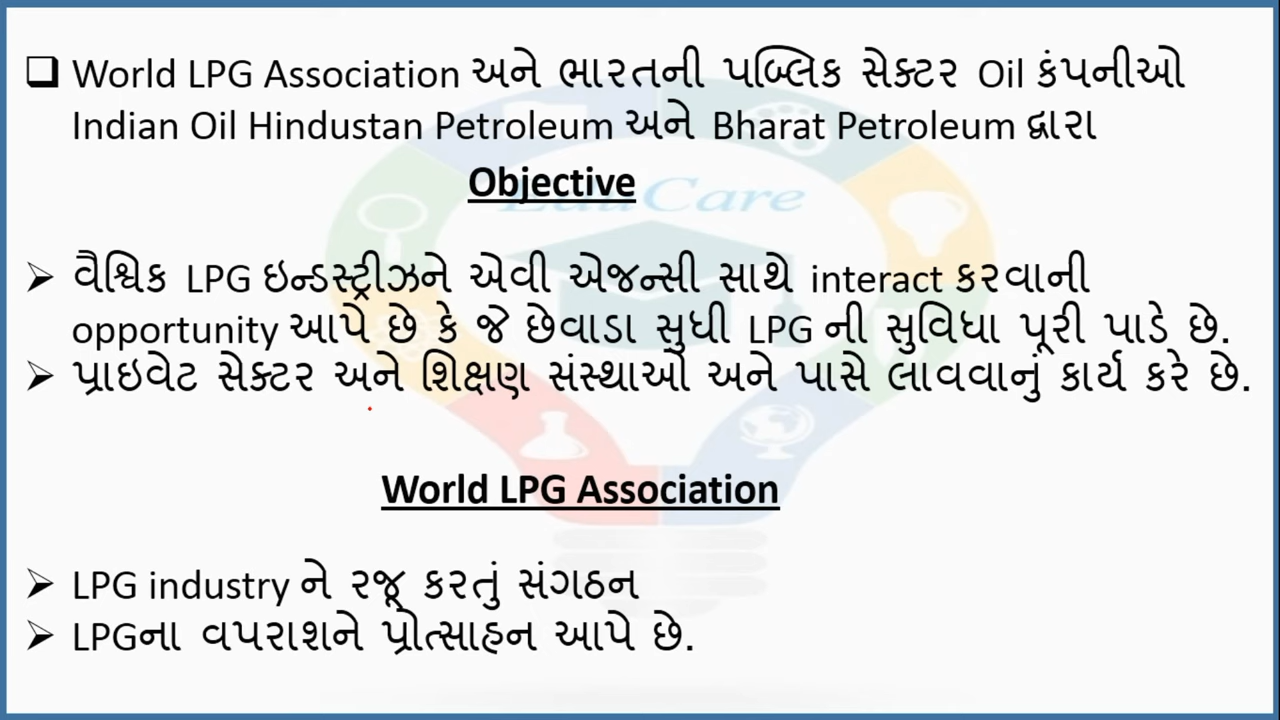 ❑ World LPG Association અને ભારતની પબ્લિક સેક્ટર Oil કંપનીઓ
Indian Oil Hindustan Petroleum અને Bharat Petroleum દ્વારા
Objective
EduCare
➢ વૈશ્વિક LPG ઇન્ડસ્ટ્રીઝને એવી એજન્સી સાથે interact કરવાની
opportunity આપે છે કે જે છેવાડા સુધી LPG ની સુવિધા પૂરી પાડે છે.
➢ પ્રાઇવેટ સેક્ટર અને શિક્ષણ સંસ્થાઓ અને પાસે લાવવાનું કાર્ય કરે છે.
World LPG Association
➢ LPG industry ને રજૂ કરતું સંગઠન
➢ LPGના વપરાશને પ્રોત્સાહન આપે છે.